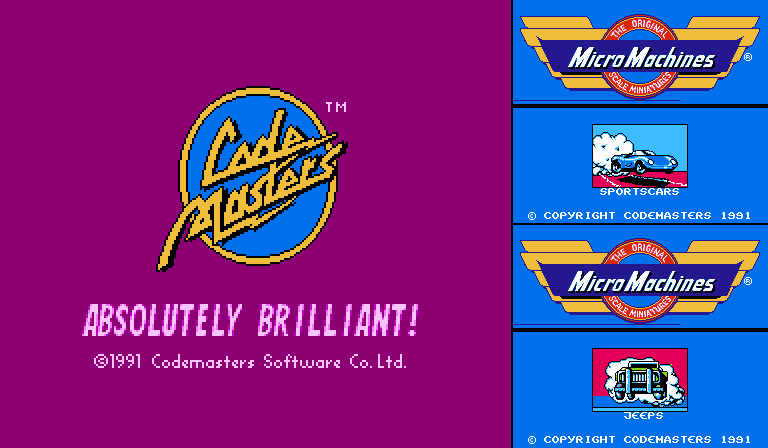 Code
Masters
TM
ABSOLUTELY BRILLIANT!
©1991 Codemasters Software Co.Ltd.
THE ORIGINAL
MicroMachines®
SCALE MINIATURES
SPORTSCARS
© COPYRIGHT CODEMASTERS 1991
THE ORIGINAL
MicroMachines®
SCALE MINIATURES
JEEPS
© COPYRIGHT CODEMASTERS 1991